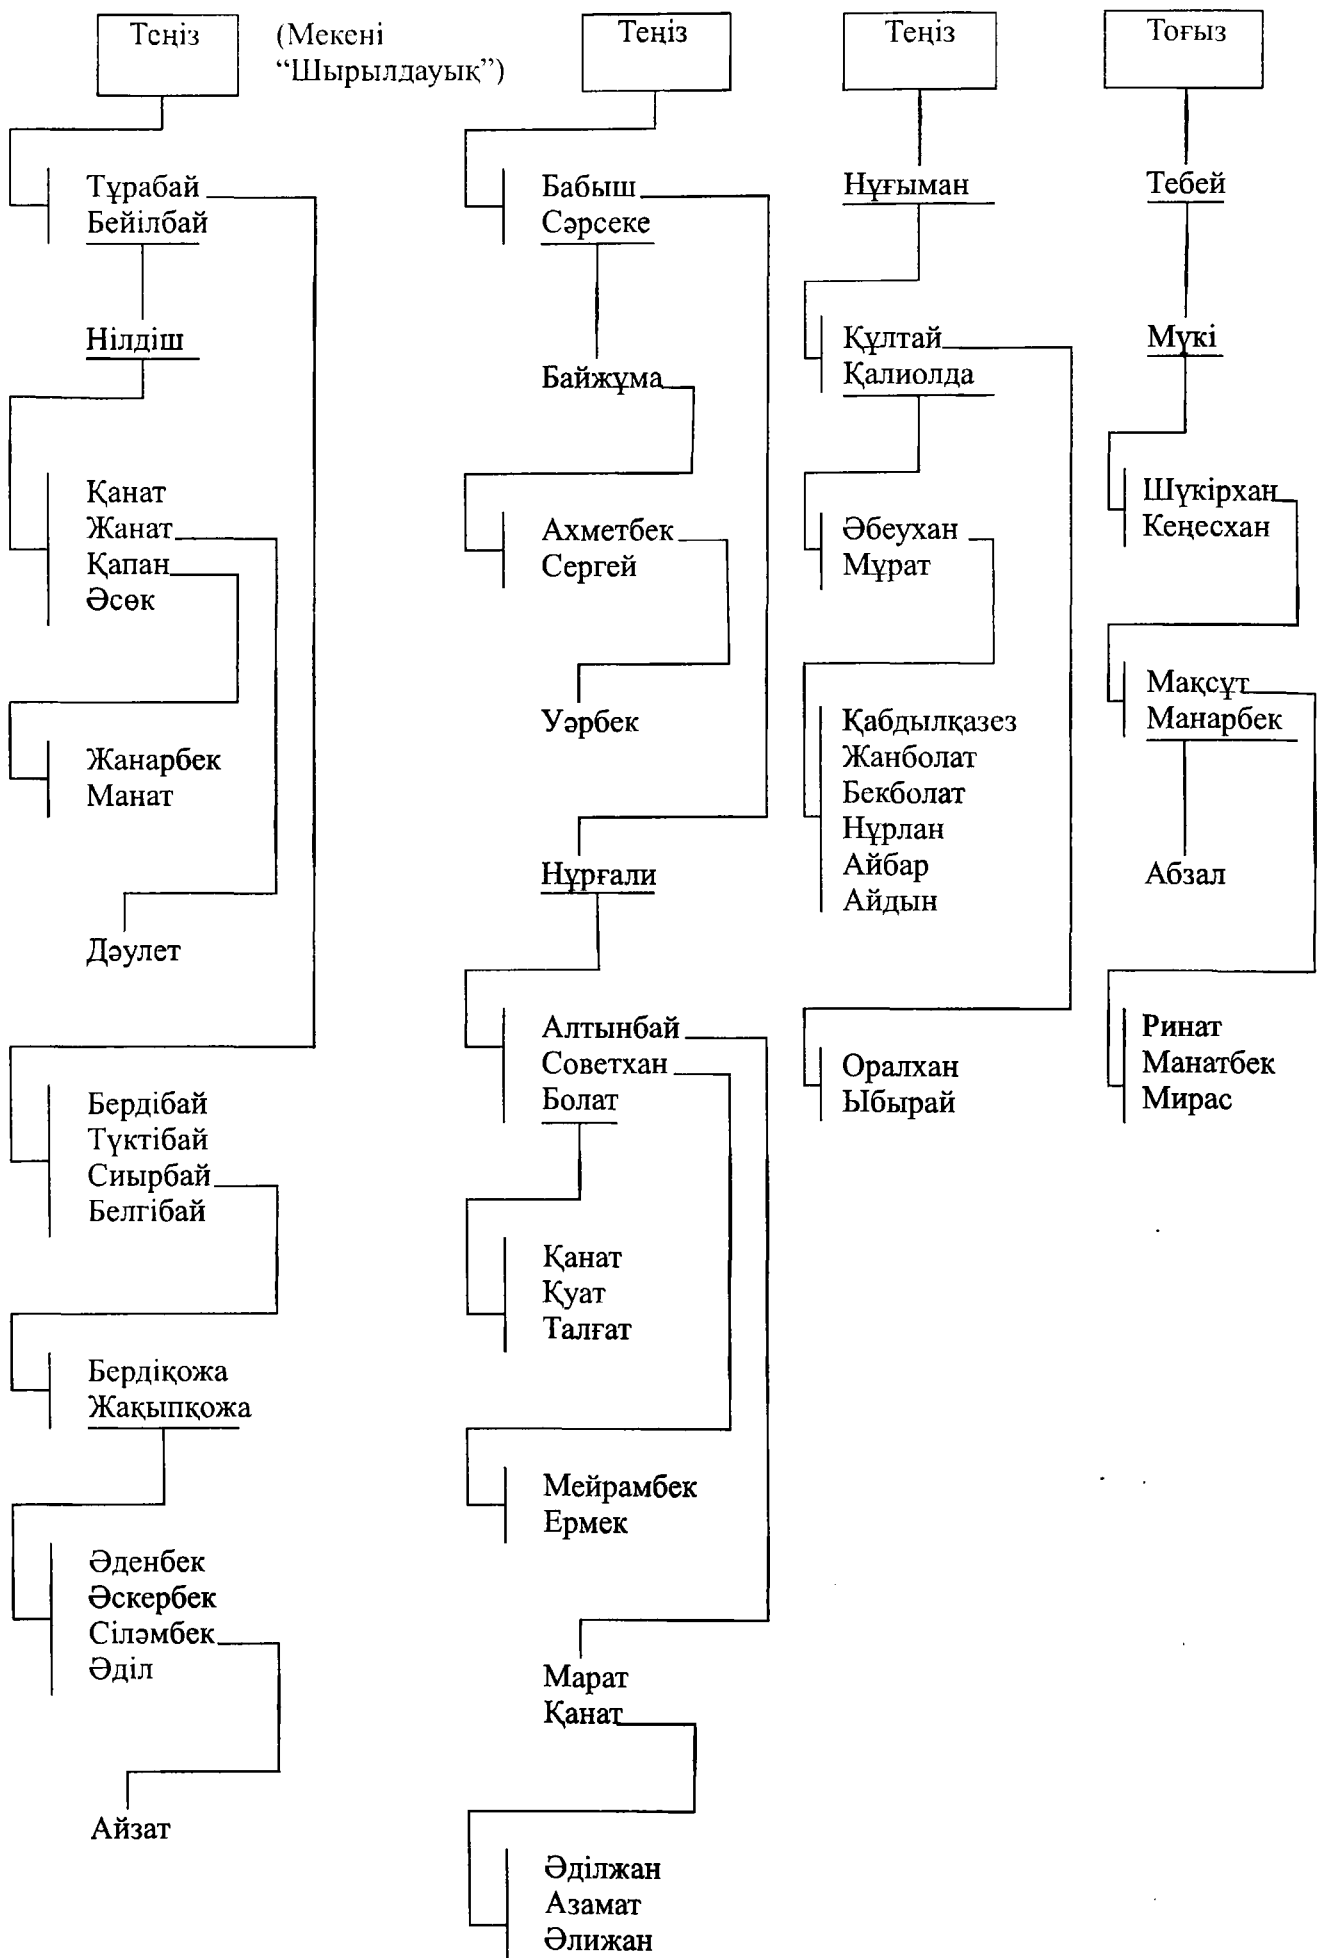 Теңіз
(Мекені
“Шырылдауық”)
Тұрабай
Бейілбай
Нілдіш
Қанат
Жанат
Қапан
Әсөк
Жанарбек
Манат
Дәулет
Бердібай
Түктібай
Сиырбай
Белгібай
Бердіқожа
Жақыпқожа
Әденбек
Әскербек
Сіләмбек
Әділ
Айзат
Теңіз
Бабыш
Сәрсеке
Байжұма
Ахметбек
Сергей
Уәрбек
Нұрғали
Алтынбай
Советхан
Болат
Қанат
Қуат
Талғат
Мейрамбек
Ермек
Марат
Қанат
Әділжан
Азамат
Әлижан
Теңіз
Нұғыман
Құлтай
Қалиолда
Әбеухан
Мұрат
Қабдылқазез
Жанболат
Бекболат
Нұрлан
Айбар
Айдын
Оралхан
Ыбырай
Тоғыз
Тебей
Мүкі
Шүкірхан
Кеңесхан
Мақсұт
Манарбек
Абзал
Ринат
Манатбек
Мирас